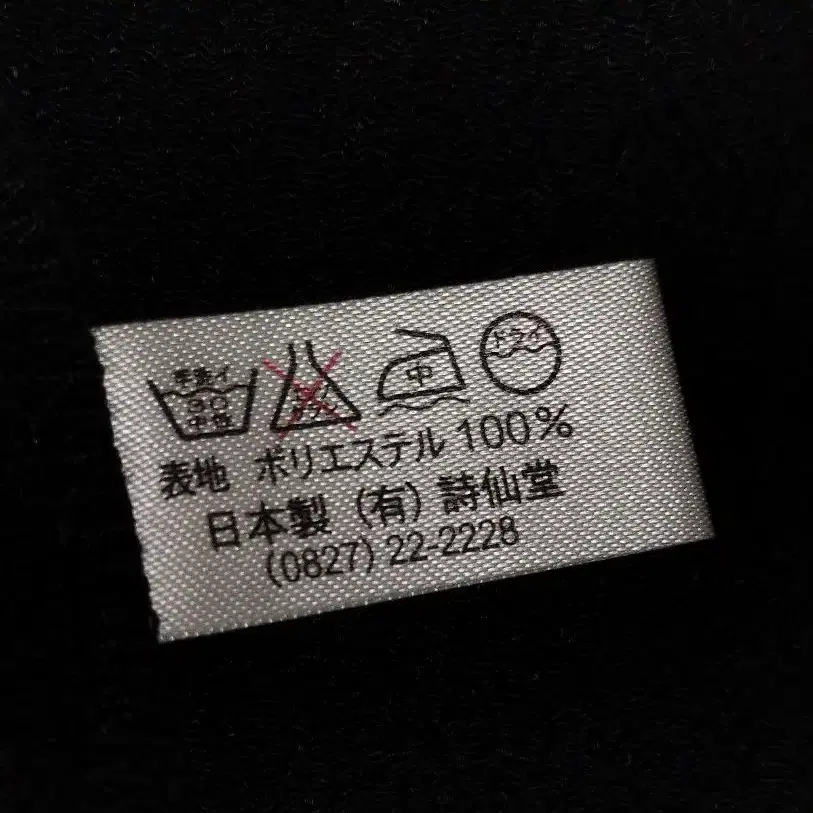 手洗イ 中 ドライ
30 中性
表地 ポリエステル 100%
日本製 (有) 詩仙堂
(0827) 22-2228